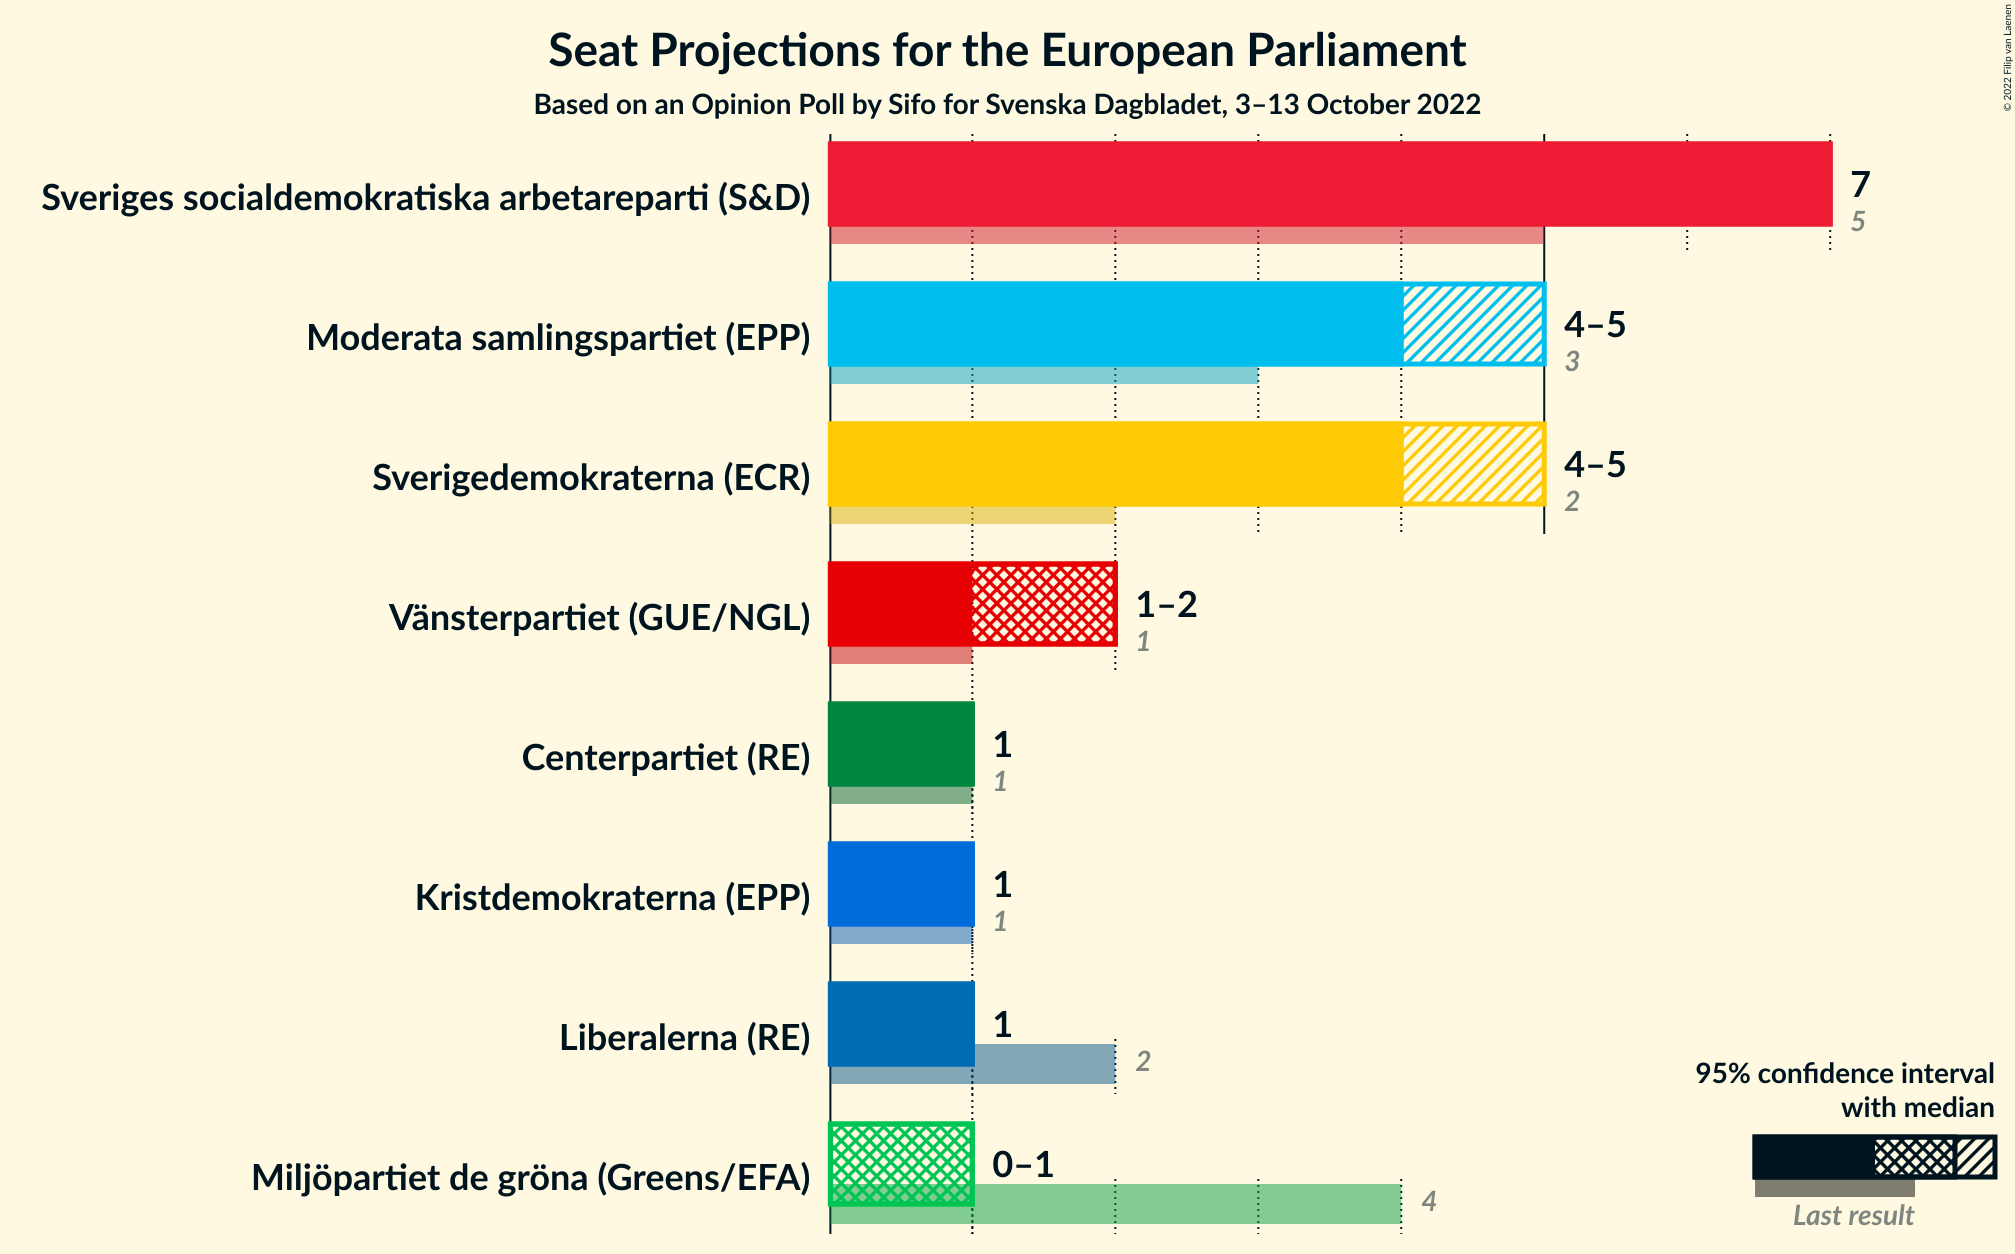 Seat Projections for the European Parliament
Based on an Opinion Poll by Sifo for Svenska Dagbladet, 3–13 October 2022
© 2022 Filip van Laenen
Sveriges socialdemokratiska arbetareparti (S&D)
7
5
Moderata samlingspartiet (EPP)
4–5
3
Sverigedemokraterna (ECR)
4–5
2
Vänsterpartiet (GUE/NGL)
1–2
1
Centerpartiet (RE)
1
1
Kristdemokraterna (EPP)
1
1
Liberalerna (RE)
1
2
Miljöpartiet de gröna (Greens/EFA)
0–1
4
95% confidence interval
with median
Last result